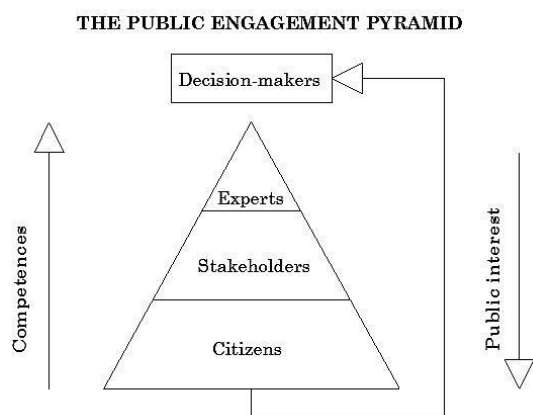 THE PUBLIC ENGAGEMENT PYRAMID
Decision-makers
Experts
Stakeholders
Citizens
Competences
Public interest